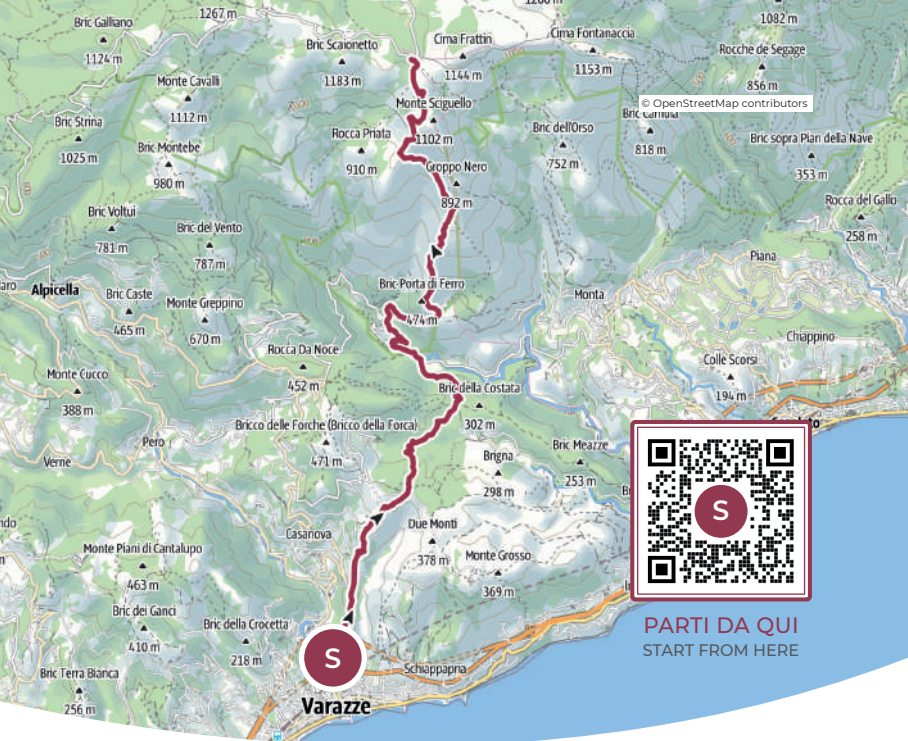 1267 m
1200 m
Bric Galliano
1124 m
Bric Scaionetto
1183 m
Cima Frattin
1144 m
Cima Fontanaccia
1153 m
1082 m
Rocche de Segage
856 m
Monte Cavalli
1112 m
Monte Sciguello
1102 m
© OpenStreetMap contributors
Bric Camulà
818 m
Bric Strina
1025 m
Rocca Priata
910 m
Bric dell'Orso
752 m
Bric sopra Pian della Nave
353 m
Bric Montebe
980 m
Groppo Nero
892 m
Bric Voltui
781 m
Bric del Vento
787 m
Rocca del Gallo
258 m
Piana
Alpicella
Bric Caste
465 m
Monte Greppino
670 m
Bric Porta di Ferro
474 m
Monta
Chiappino
Rocca Da Noce
452 m
Colle Scorsi
194 m
Monte Cucco
388 m
Bric della Costata
302 m
Bricco delle Forche (Bricco della Forca)
471 m
Pero
Verne
Brigna
298 m
Bric Meazze
253 m
Casanova
Due Monti
378 m
Monte Grosso
369 m
Monte Piani di Cantalupo
463 m
Bric dei Ganci
410 m
Bric della Crocetta
218 m
Bric Terra Bianca
256 m
S
Schiappapria
Varazze
S
PARTI DA QUI
START FROM HERE